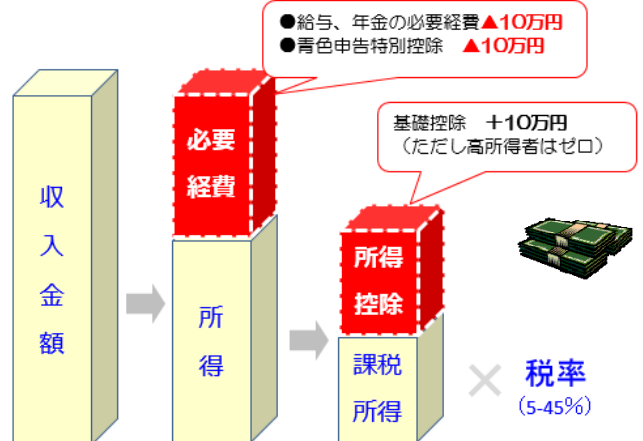 ●給与、年金の必要経費▲10万円
●青色申告特別控除　▲10万円
基礎控除　＋10万円
（ただし高所得者はゼロ）
収
入
金
額
必要
経費
所
得
所得
控除
課税
所得
×
税率
(5-45%)